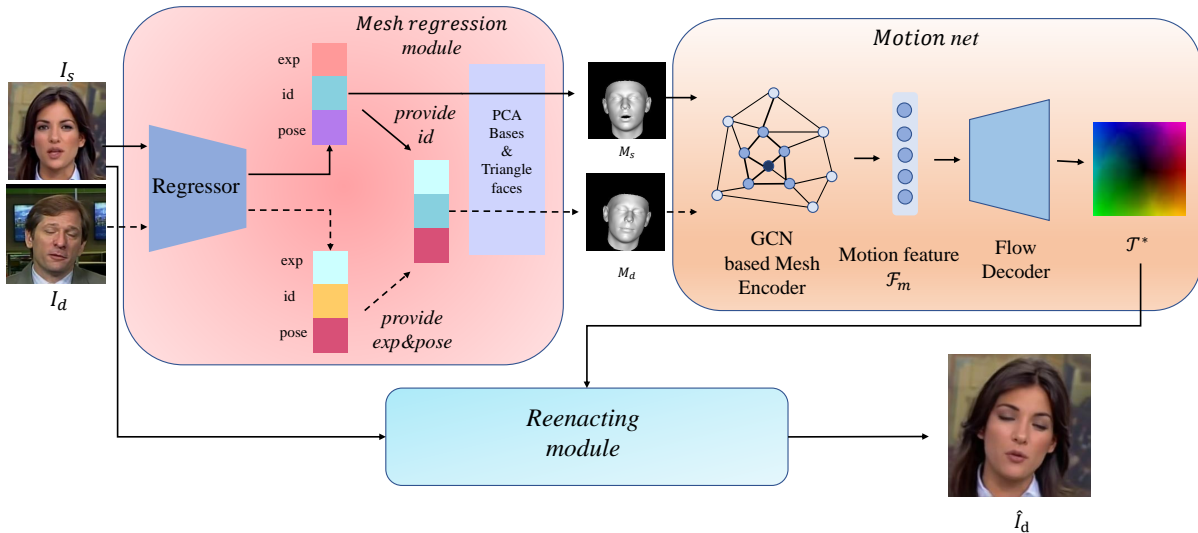 I_s
I_d
Mesh regression
module
exp
id
pose
provide
id
Regressor
exp
id
pose
provide
exp&pose
PCA
Bases
&
Triangle
faces
M_s
M_d
Motion net
GCN
based Mesh
Encoder
Motion feature
ℱ_m
Flow
Decoder
𝒯*
Reenacting
module
Î_d